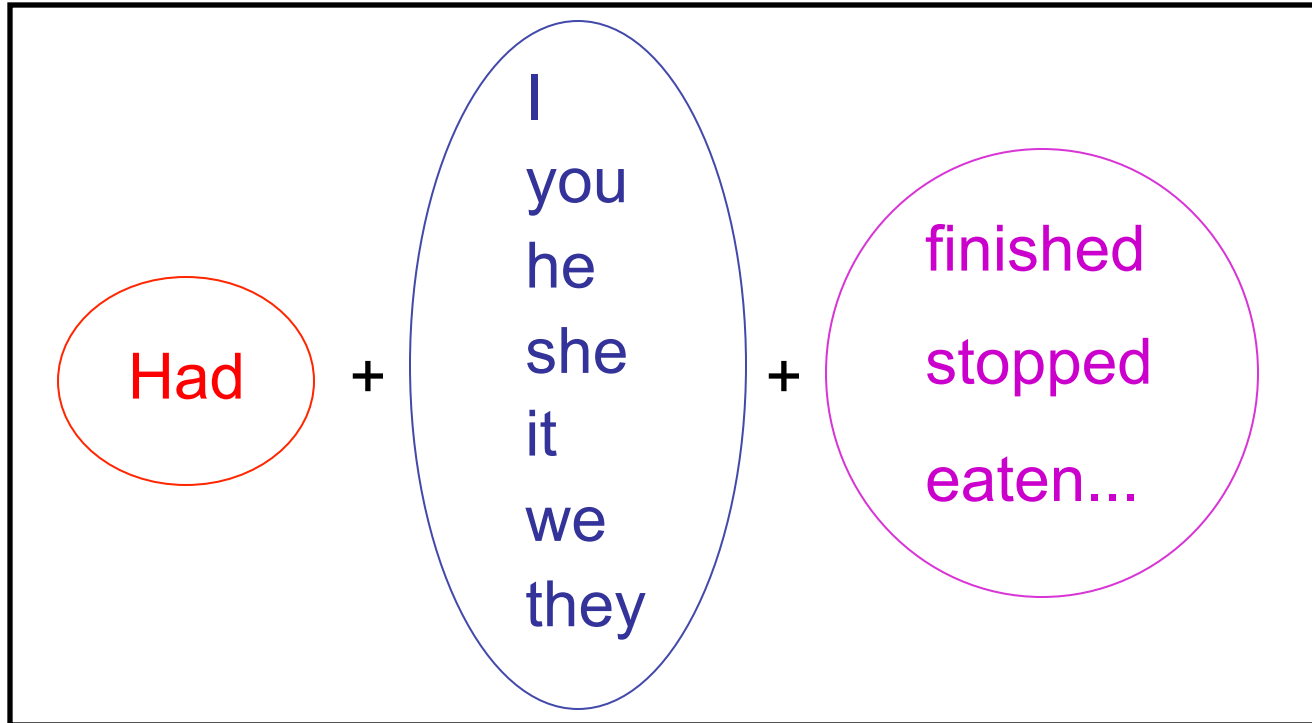 Had
+
I
you
he
she
it
we
they
+
finished
stopped
eaten...